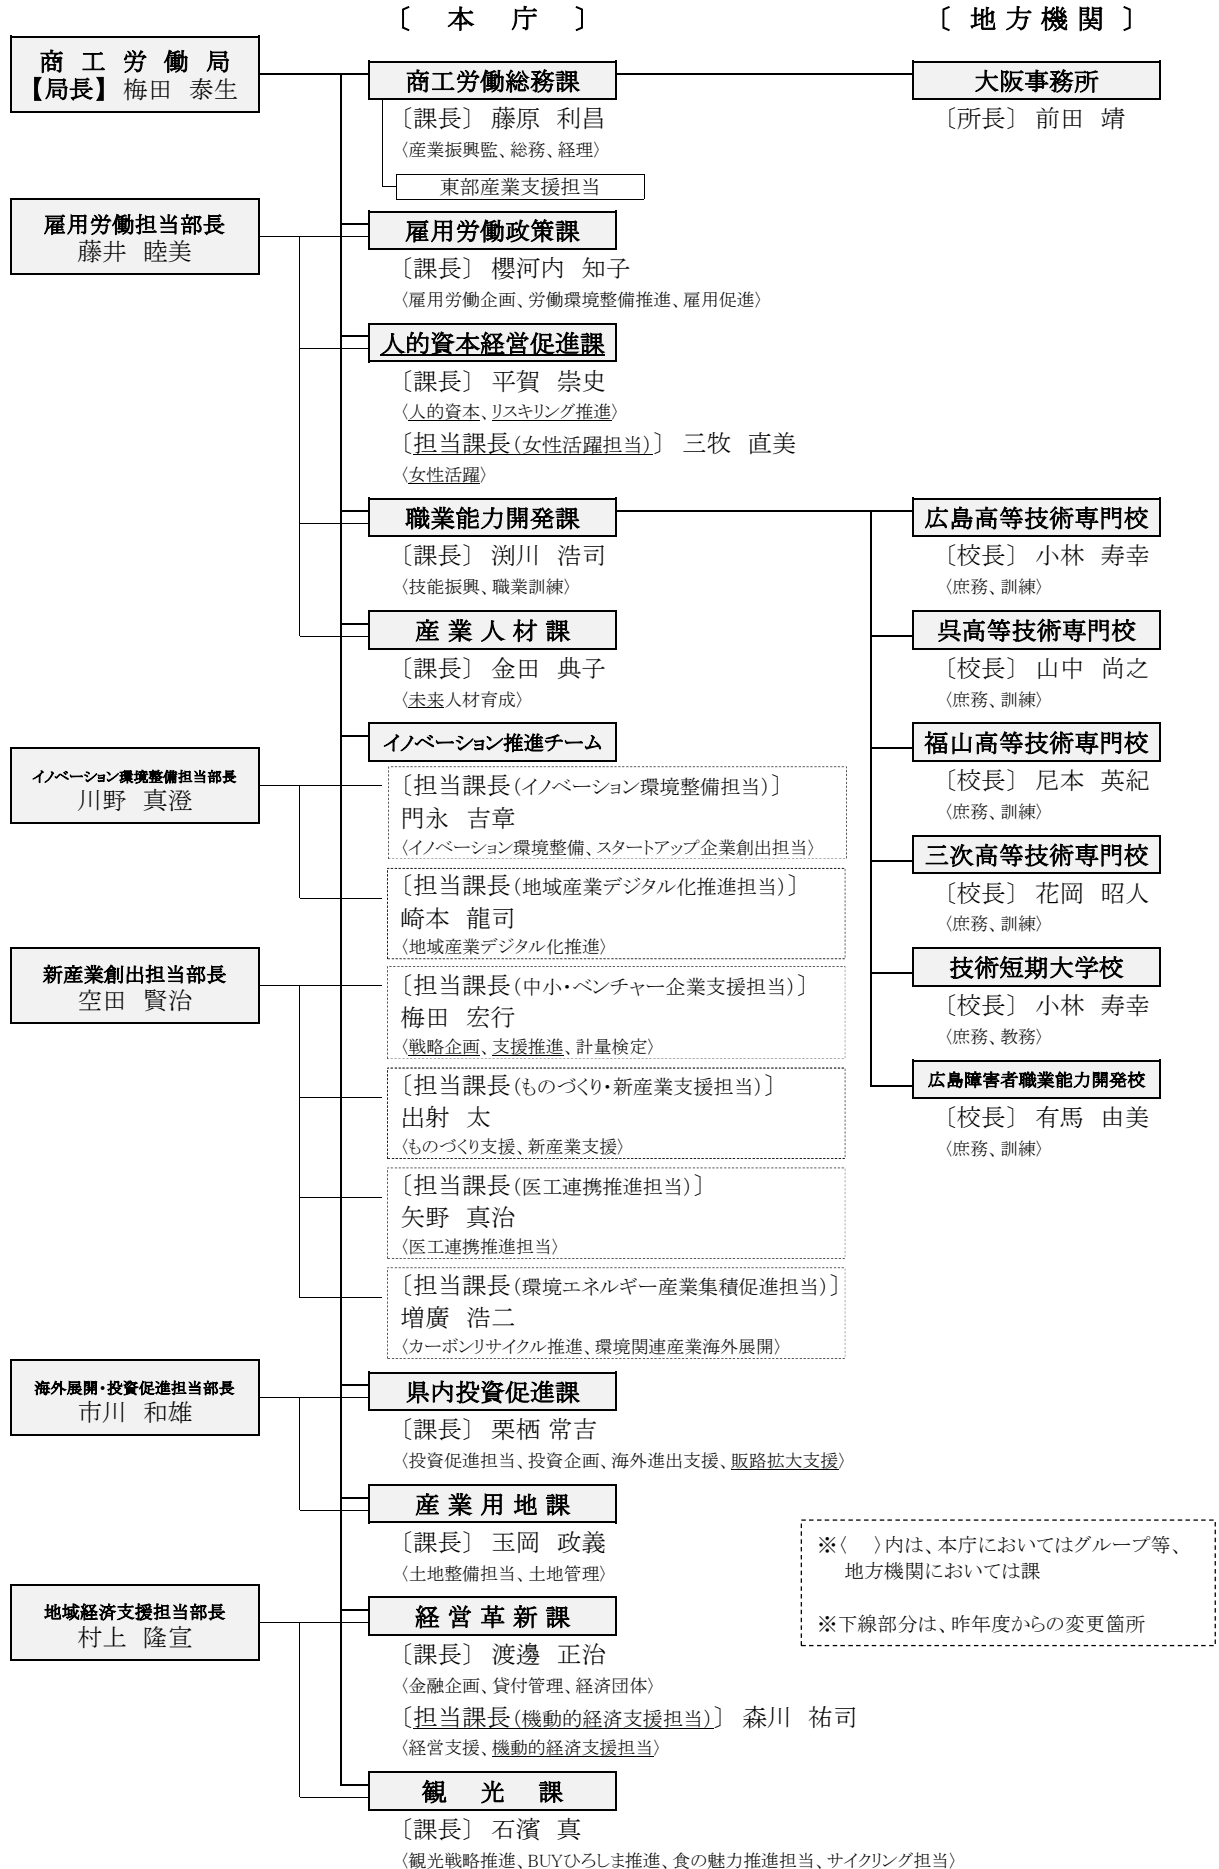 〔 本 庁 〕
〔 地 方 機 関 〕
商 工 労 働 局
【局長】 梅田 泰生
商工労働総務課
〔課長〕 藤原 利昌
〈産業振興監、総務、経理〉
東部産業支援担当
大阪事務所
〔所長〕 前田 靖
雇用労働担当部長
藤井 睦美
雇用労働政策課
〔課長〕 櫻河内 知子
〈雇用労働企画、労働環境整備推進、雇用促進〉
人的資本経営促進課
〔課長〕 平賀 崇史
〈人的資本、リスキリング推進〉
〔担当課長(女性活躍担当)〕 三牧 直美
〈女性活躍〉
職業能力開発課
〔課長〕 渕川 浩司
〈技能振興、職業訓練〉
広島高等技術専門校
〔校長〕 小林 寿幸
〈庶務、訓練〉
産 業 人 材 課
〔課長〕 金田 典子
〈未来人材育成〉
呉高等技術専門校
〔校長〕 山中 尚之
〈庶務、訓練〉
イノベーション推進チーム
福山高等技術専門校
〔校長〕 尼本 英紀
〈庶務、訓練〉
イノベーション環境整備担当部長
川野 真澄
〔担当課長(イノベーション環境整備担当)〕
門永 吉章
〈イノベーション環境整備、スタートアップ企業創出担当〉
三次高等技術専門校
〔校長〕 花岡 昭人
〈庶務、訓練〉
〔担当課長(地域産業デジタル化推進担当)〕
崎本 龍司
〈地域産業デジタル化推進〉
新産業創出担当部長
空田 賢治
〔担当課長(中小・ベンチャー企業支援担当)〕
梅田 宏行
〈戦略企画、支援推進、計量検定〉
技術短期大学校
〔校長〕 小林 寿幸
〈庶務、教務〉
〔担当課長(ものづくり・新産業支援担当)〕
出射 太
〈ものづくり支援、新産業支援〉
広島障害者職業能力開発校
〔校長〕 有馬 由美
〈庶務、訓練〉
〔担当課長(医工連携推進担当)〕
矢野 真治
〈医工連携推進担当〉
〔担当課長(環境エネルギー産業集積促進担当)〕
増廣 浩二
〈カーボンリサイクル推進、環境関連産業海外展開〉
海外展開・投資促進担当部長
市川 和雄
県内投資促進課
〔課長〕 栗栖 常吉
〈投資促進担当、投資企画、海外進出支援、販路拡大支援〉
産 業 用 地 課
〔課長〕 玉岡 政義
〈土地整備担当、土地管理〉
※〈 〉内は、本庁においてはグループ等、
地方機関においては課
※下線部分は、昨年度からの変更箇所
地域経済支援担当部長
村上 隆宣
経 営 革 新 課
〔課長〕 渡邊 正治
〈金融企画、貸付管理、経済団体〉
〔担当課長(機動的経済支援担当)〕 森川 祐司
〈経営支援、機動的経済支援担当〉
観 光 課
〔課長〕 石濱 真
〈観光戦略推進、BUYひろしま推進、食の魅力推進担当、サイクリング担当〉